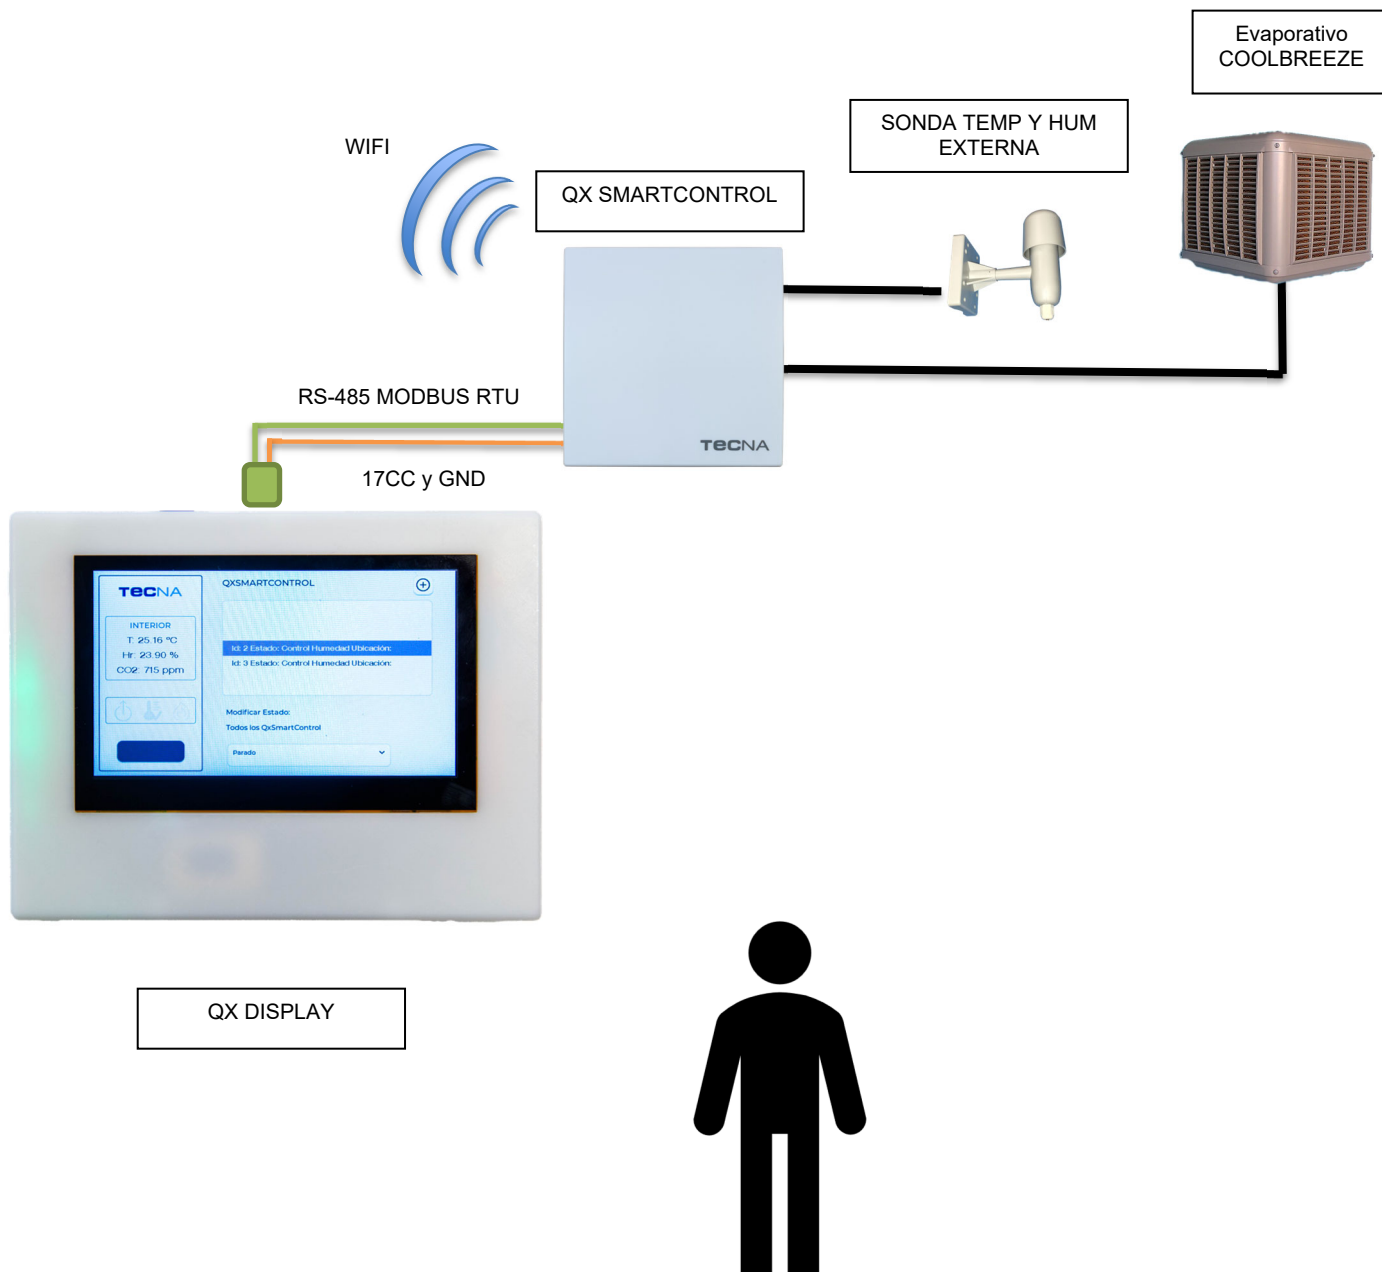 Evaporativo
COOLBREEZE
SONDA TEMP Y HUM
EXTERNA
WIFI
QX SMARTCONTROL
RS-485 MODBUS RTU
17CC y GND
TECNA
TECNA
INTERIOR
T: 25.16 ºC
Hr: 23.90 %
CO2: 715 ppm
QXSMARTCONTROL
Id: 2 Estado: Control Humedad Ubicación:
Id: 3 Estado: Control Humedad Ubicación:
Modificar Estado:
Todos los QxSmartControl
Parado
QX DISPLAY